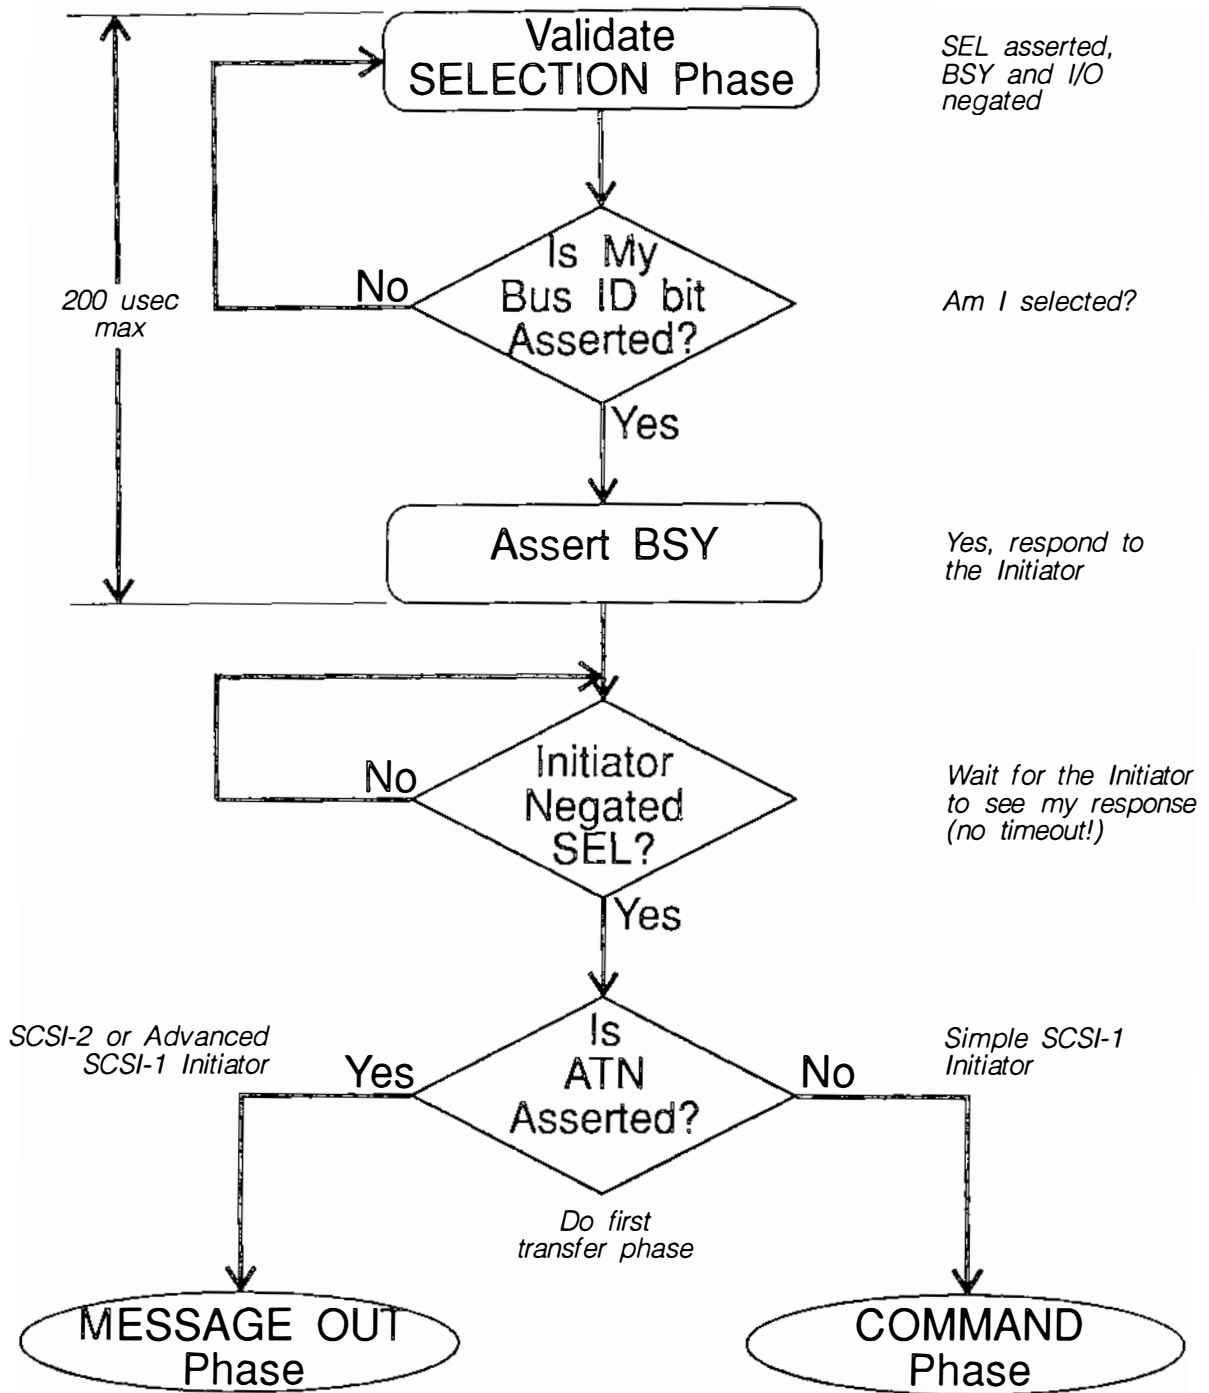 Validate
SELECTION Phase
SEL asserted,
BSY and I/O
negated
Is My
Bus ID bit
Asserted?
No
200 usec
max
Am I selected?
Yes
Assert BSY
Yes, respond to
the Initiator
Initiator
Negated
SEL?
No
Wait for the Initiator
to see my response
(no timeout!)
Yes
SCSI-2 or Advanced
SCSI-1 Initiator
Yes
Is
ATN
Asserted?
No
Simple SCSI-1
Initiator
Do first
transfer phase
MESSAGE OUT
Phase
COMMAND
Phase